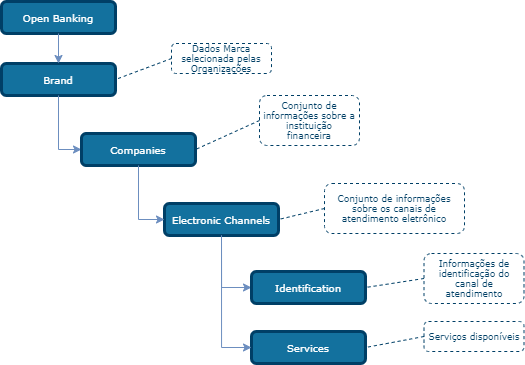 Open Banking
Dados Marca
selecionada pelas
Organizações
Brand
Conjunto de
informações sobre a
instituição
financeira
Companies
Conjunto de informações
sobre os canais de
atendimento eletrónico
Electronic Channels
Informações de
identificação do
canal de
atendimento
Identification
Serviços disponíveis
Services